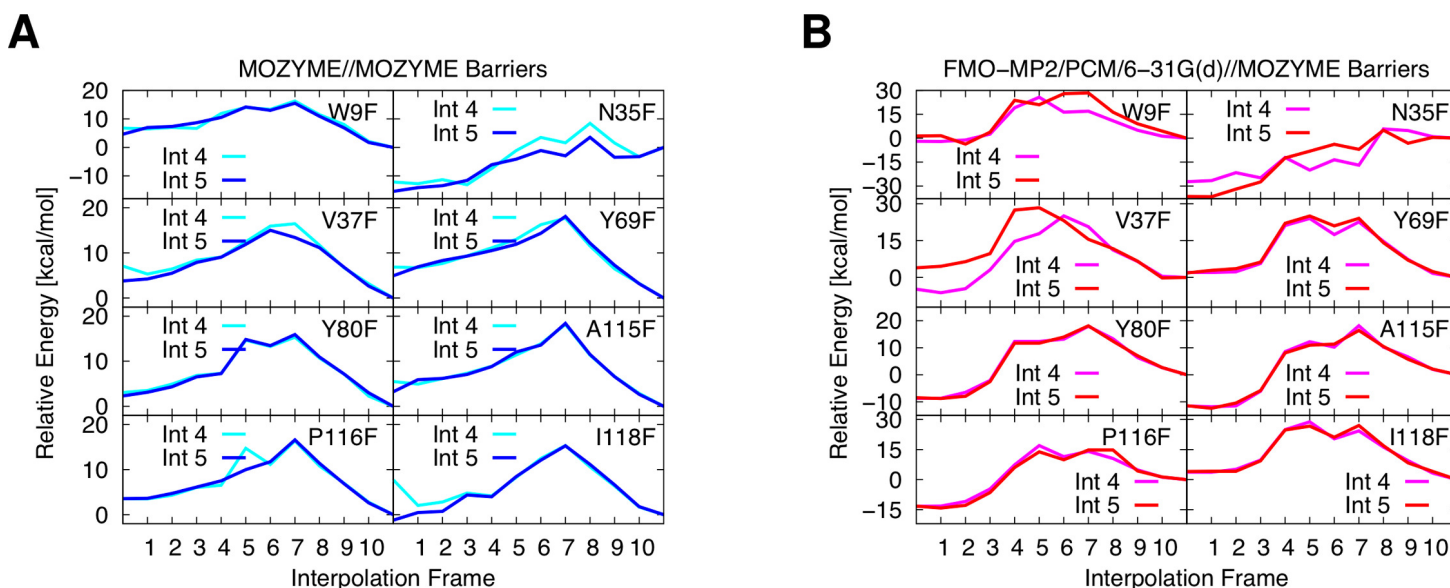 A
MOZYME//MOZYME Barriers
Relative Energy [kcal/mol]
20
10
0
−10
W9F
Int 4
Int 5
N35F
Int 4
Int 5
20
10
0
V37F
Int 4
Int 5
Y69F
Int 4
Int 5
20
10
0
Y80F
Int 4
Int 5
A115F
Int 4
Int 5
20
10
0
P116F
Int 4
Int 5
I118F
Int 4
Int 5
1 2 3 4 5 6 7 8 9 10 1 2 3 4 5 6 7 8 9 10
Interpolation Frame
B
FMO−MP2/PCM/6−31G(d)//MOZYME Barriers
Relative Energy [kcal/mol]
30
15
0
−15
−30
W9F
Int 4
Int 5
N35F
Int 4
Int 5
30
15
0
V37F
Int 4
Int 5
Y69F
Int 4
Int 5
20
10
0
−10
Y80F
Int 4
Int 5
A115F
Int 4
Int 5
30
15
0
−15
P116F
Int 4
Int 5
I118F
Int 4
Int 5
1 2 3 4 5 6 7 8 9 10 1 2 3 4 5 6 7 8 9 10
Interpolation Frame